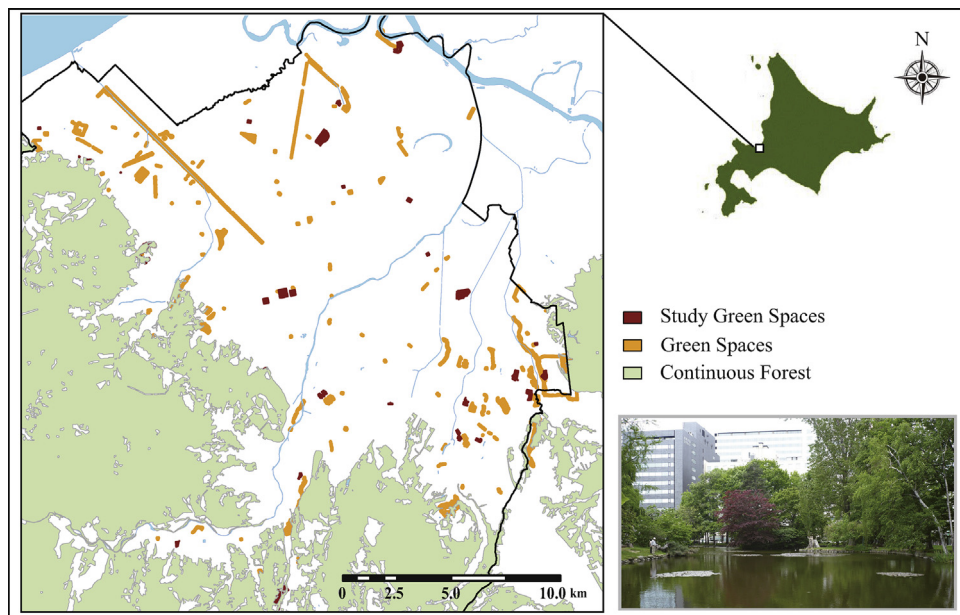 N
Study Green Spaces
Green Spaces
Continuous Forest
0 2.5 5.0 10.0 km